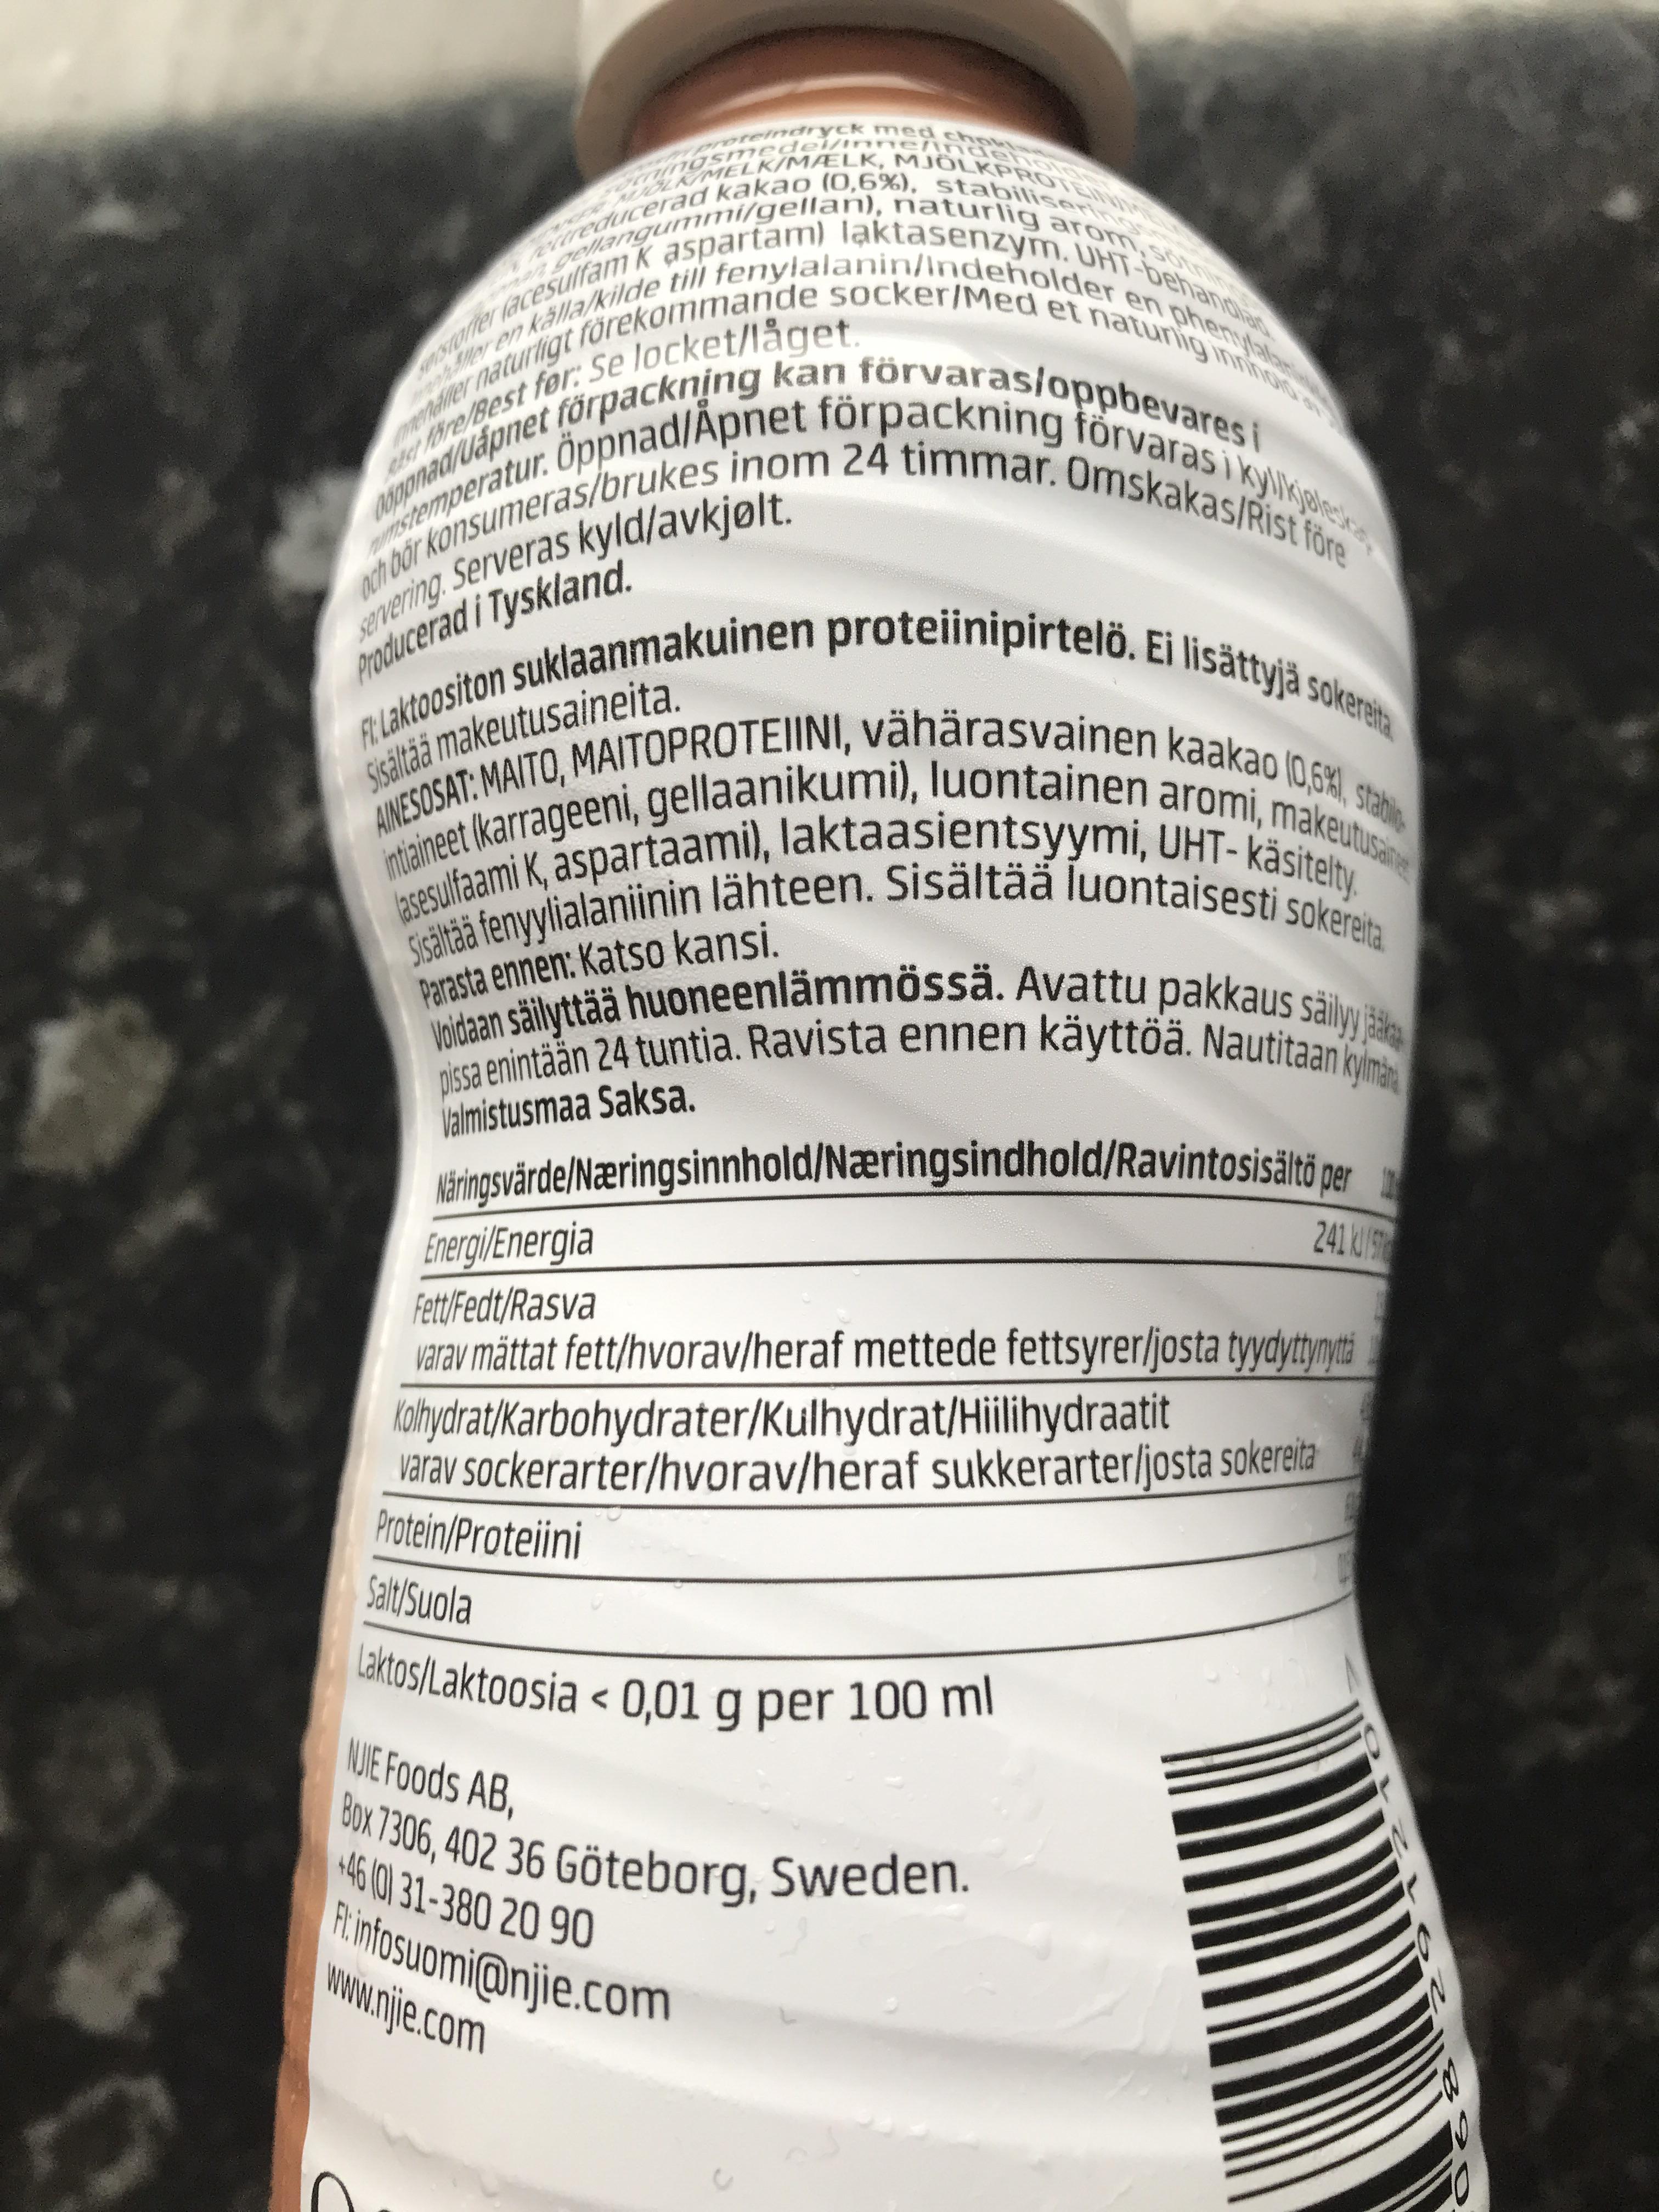 proteindryck med
MJÖLK/MELK/MÆLK, MJÖLKPROTEIN/
fettreducerad kakao (0,6%), stabilisering
gellangummi/gellan), naturlig arom,
(acesulfam K aspartam) laktasenzym. UHT-behandlad.
en källa/kilde till fenylalanin/Indeholder en
Innehåller naturligt förekommande socker/Med et naturlig innhold
före/Best før: Se locket/låget.
Oöppnad/Uåpnet förpackning kan förvaras/oppbevares i
rumstemperatur. Öppnad/Åpnet förpackning förvaras i kyl/kjøleskap
och bör konsumeras/brukes inom 24 timmar. Omskakas/Rist före
servering. Serveras kyld/avkjølt.
Producerad i Tyskland.
FI: Laktoositon suklaanmakuinen proteiinipirtelö. Ei lisättyjä sokereita.
Sisältää makeutusaineita.
AINESOSAT: MAITO, MAITOPROTEIINI, vähärasvainen kaakao (0,6%), stabilo-
intiaineet (karrageeni, gellaanikumi), luontainen aromi, makeutusaineet
(asesulfaami K, aspartaami), laktaasientsyymi, UHT- käsitelty.
Sisältää fenyylialaniinin lähteen. Sisältää luontaisesti sokereita.
Parasta ennen: Katso kansi.
Voidaan säilyttää huoneenlämmössä. Avattu pakkaus säilyy jääkaa-
pissa enintään 24 tuntia. Ravista ennen käyttöä. Nautitaan kylmänä.
Valmistusmaa Saksa.
Näringsvärde/Næringsinnhold/Næringsindhold/Ravintosisältö per
Energi/Energia 241 kJ/57
Fett/Fedt/Rasva
varav mättat fett/hvorav/heraf mettede fettsyrer/josta tyydyttynyttä
Kolhydrat/Karbohydrater/Kulhydrat/Hiilihydraatit
varav sockerarter/hvorav/heraf sukkerarter/josta sokereita
Protein/Proteiini
Salt/Suola
Laktos/Laktoosia < 0,01 g per 100 ml
NJIE Foods AB,
Box 7306, 402 36 Göteborg, Sweden.
+46 (0) 31-380 20 90
FI: infosuomi@njie.com
www.njie.com